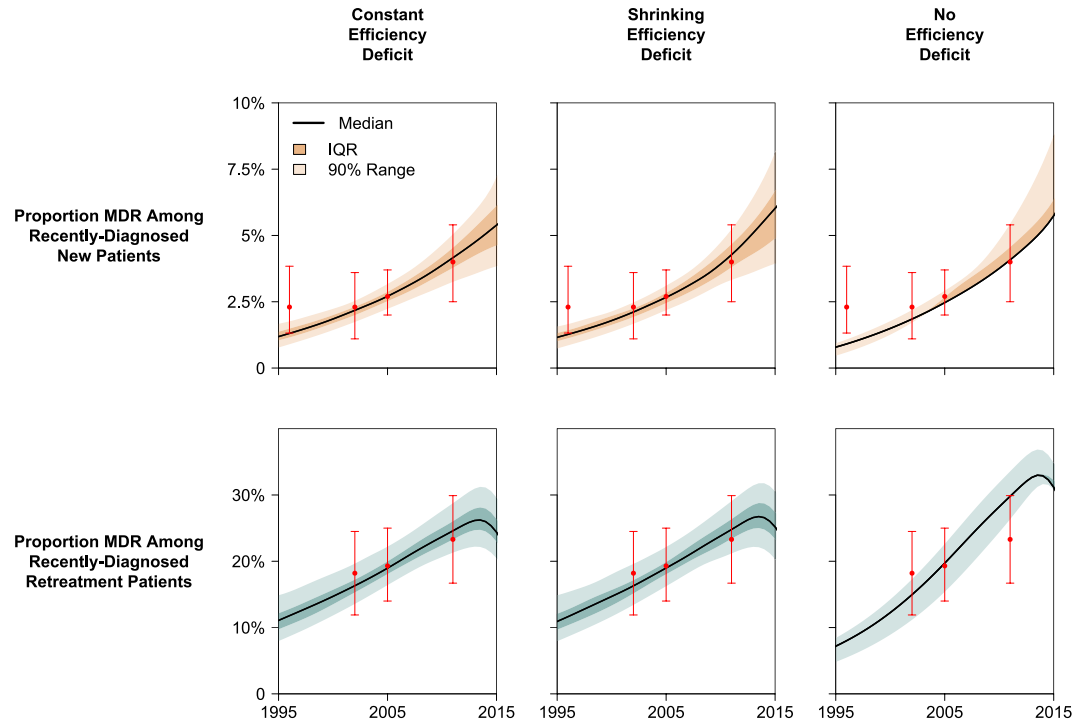 Constant
Efficiency
Deficit
Shrinking
Efficiency
Deficit
No
Efficiency
Deficit
Proportion MDR Among
Recently-Diagnosed
New Patients
10%
7.5%
5%
2.5%
0
Median
IQR
90% Range
Proportion MDR Among
Recently-Diagnosed
Retreatment Patients
30%
20%
10%
0
1995
2005
2015
1995
2005
2015
1995
2005
2015